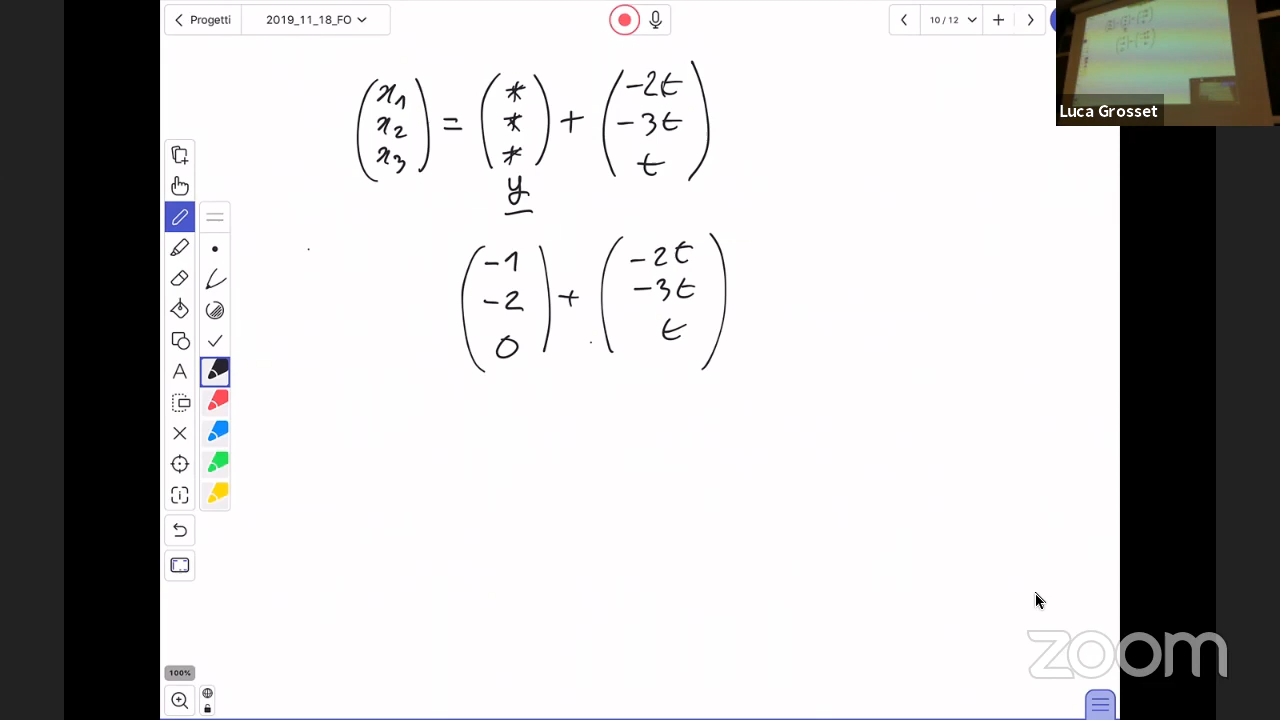 Progetti
2019_11_18_FO
10 / 12
Luca Grosset
(x1 x2 x3) = (* * *) + (-2t -3t t)
y
(-1 -2 0) + (-2t -3t t)
A
100%
zoom